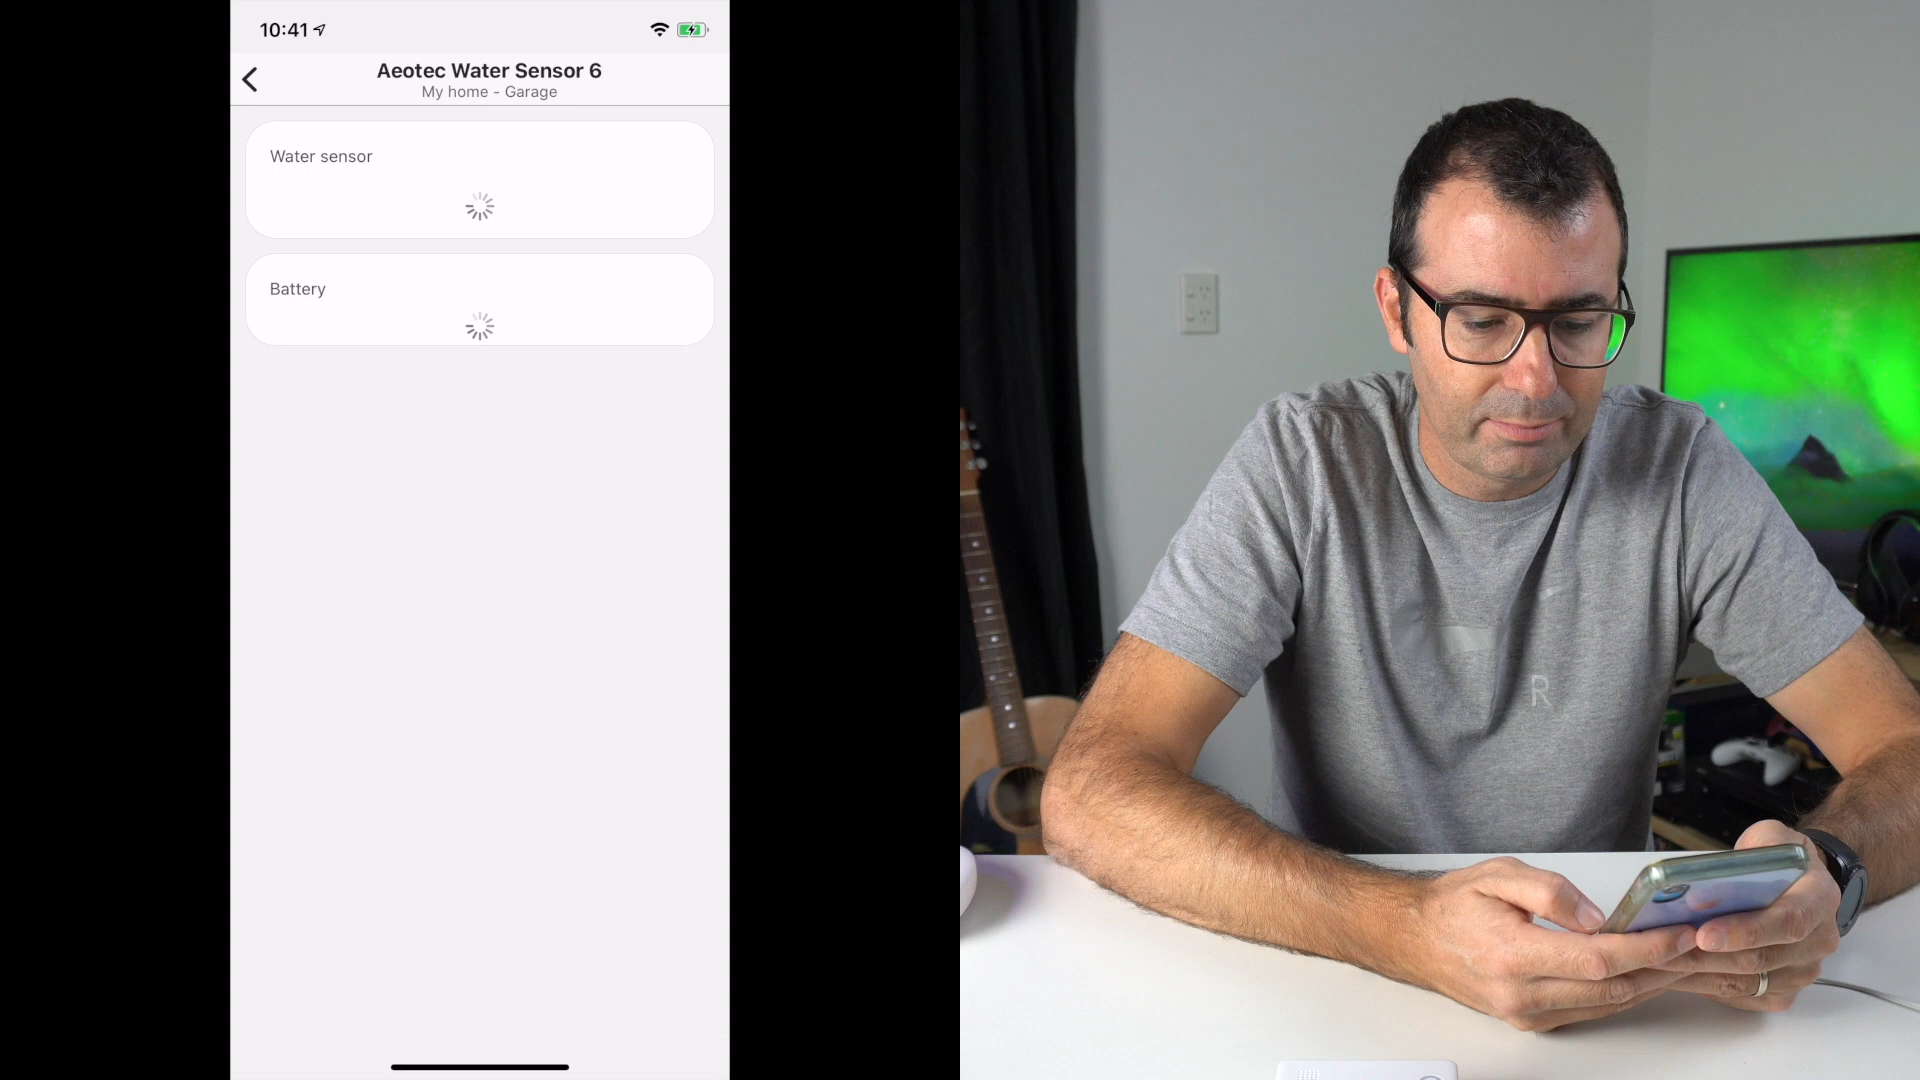 10:41
Aeotec Water Sensor 6
My home - Garage
Water sensor
Battery
R